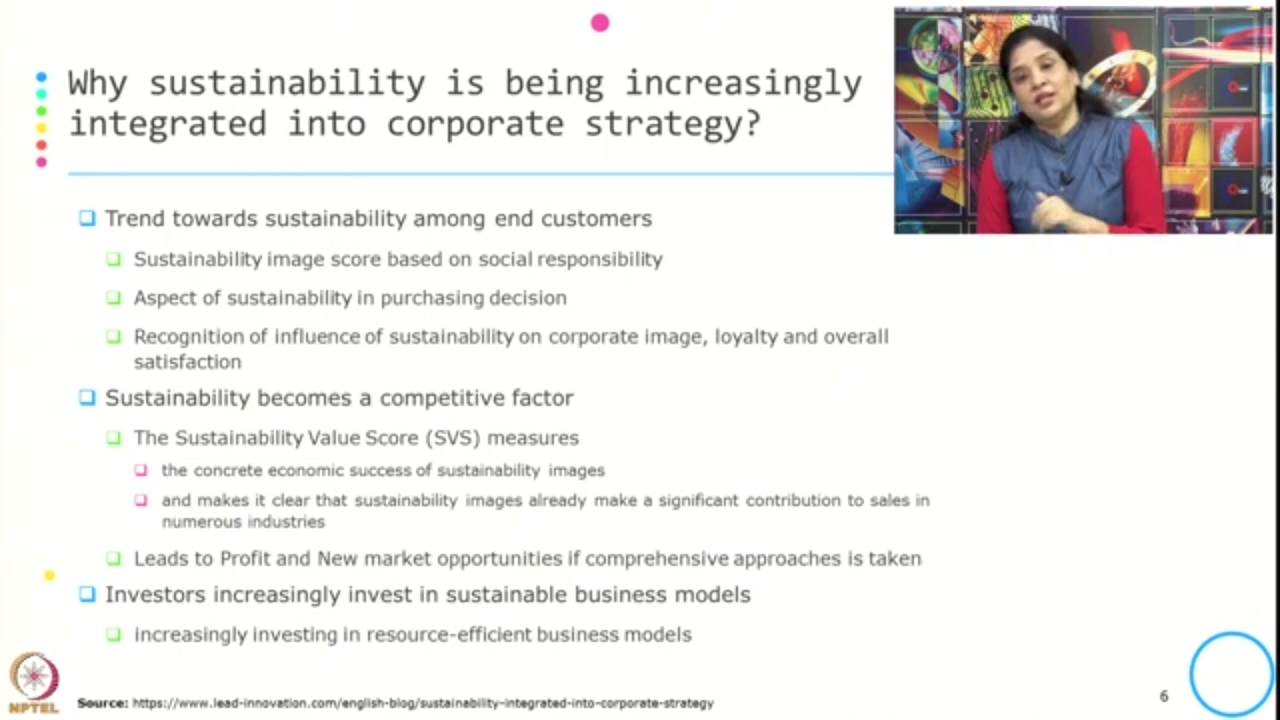 Why sustainability is being increasingly
integrated into corporate strategy?
Trend towards sustainability among end customers
Sustainability image score based on social responsibility
Aspect of sustainability in purchasing decision
Recognition of influence of sustainability on corporate image, loyalty and overall
satisfaction
Sustainability becomes a competitive factor
The Sustainability Value Score (SVS) measures
the concrete economic success of sustainability images
and makes it clear that sustainability images already make a significant contribution to sales in
numerous industries
Leads to Profit and New market opportunities if comprehensive approaches is taken
Investors increasingly invest in sustainable business models
increasingly investing in resource-efficient business models
NPTEL
Source: https://www.lead-innovation.com/english-blog/sustainability-integrated-into-corporate-strategy
6